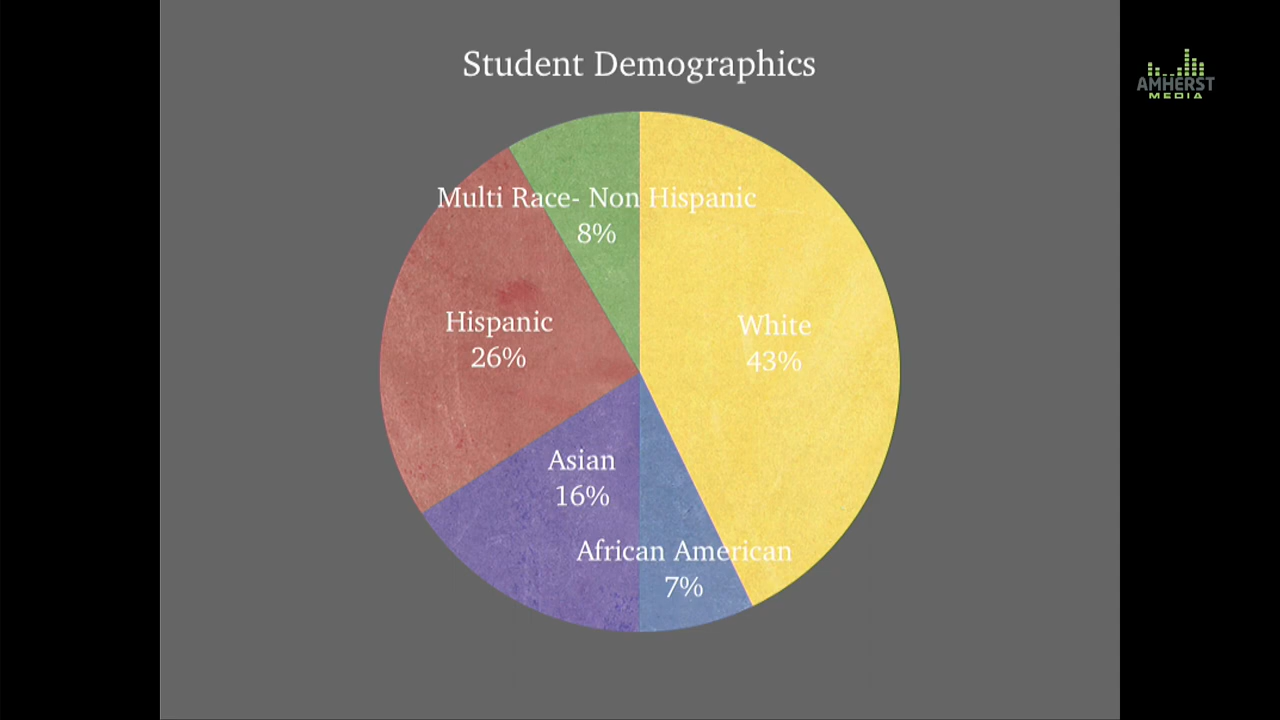 Student Demographics
AMHERST
MEDIA
Multi Race- Non Hispanic
8%
Hispanic
26%
White
43%
Asian
16%
African American
7%